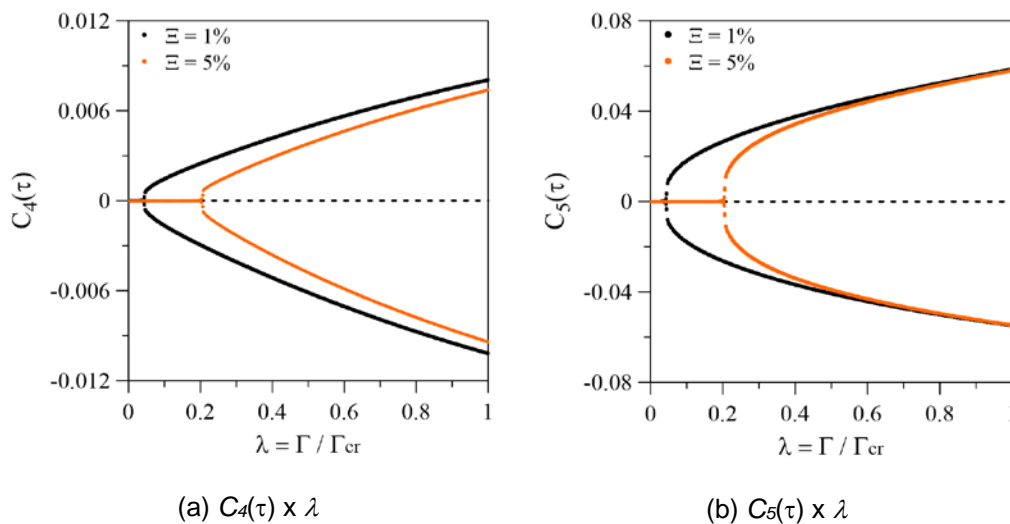 0.012
0.006
0
-0.006
-0.012
C4(τ)
Ξ = 1%
Ξ = 5%
0 0.2 0.4 0.6 0.8 1
λ = Γ / Γcr
(a) C4(τ) x λ
0.08
0.04
0
-0.04
-0.08
C5(τ)
Ξ = 1%
Ξ = 5%
0 0.2 0.4 0.6 0.8 1
λ = Γ / Γcr
(b) C5(τ) x λ